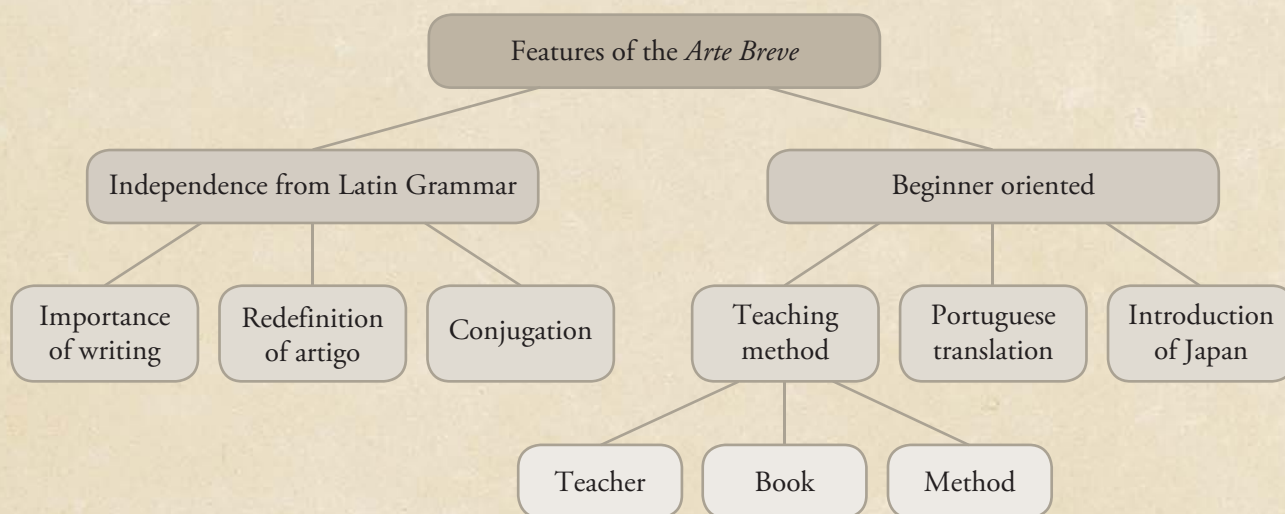 Features of the Arte Breve
Independence from Latin Grammar
Beginner oriented
Importance
of writing
Redefinition
of artigo
Conjugation
Teaching
method
Portuguese
translation
Introduction
of Japan
Teacher
Book
Method